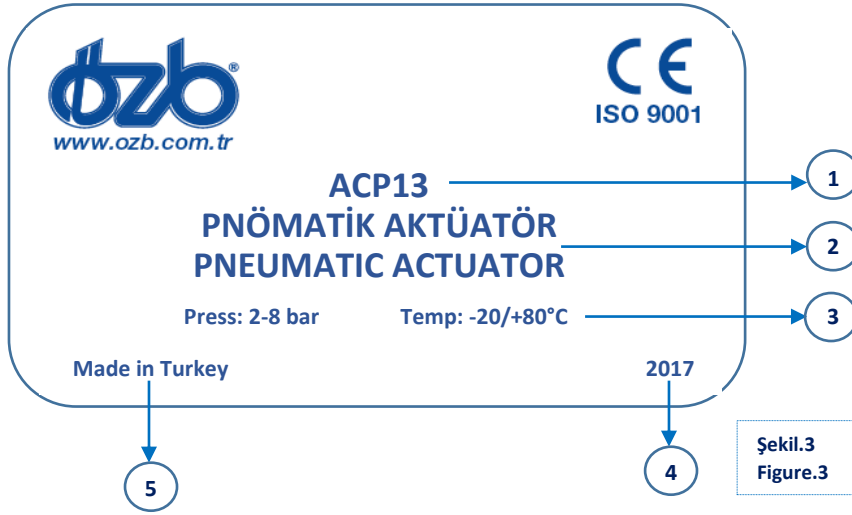 özb®
www.ozb.com.tr
CE
ISO 9001
ACP13
PNÖMATİK AKTÜATÖR
PNEUMATIC ACTUATOR
Press: 2-8 bar Temp: -20/+80°C
Made in Turkey 2017
1
2
3
4
5
Şekil.3
Figure.3